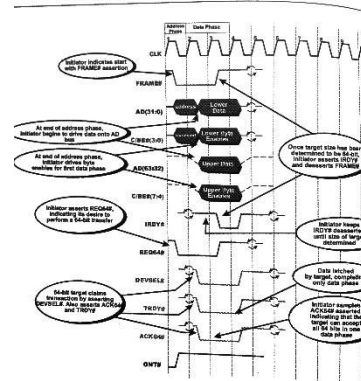 Address Phase
Data Phase
CLK
Initiator indicates start
with FRAME# assertion
FRAME#
AD(31:0)
address
Lower
Data
At end of address phase,
initiator begins to drive data onto AD
bus
C/BE#(3:0)
Lower Byte
Enables
At end of address phase,
initiator drives byte
enables for first data phase
AD(63:32)
Upper Data
C/BE#(7:4)
Upper Byte
Enables
Once target size has been
determined to be 64-bit,
initiator asserts IRDY#
and deasserts FRAME#
Initiator asserts REQ64#,
indicating its desire to
perform a 64-bit transfer
IRDY#
REQ64#
Initiator keeps
IRDY# deasserted
until size of target
determined
DEVSEL#
64-bit target claims
transaction by asserting
DEVSEL#. Also asserts ACK64#
and TRDY#
TRDY#
ACK64#
Data latched
by target, completing
only data phase
Initiator samples
ACK64# asserted
indicating that the
target can accept
all 64 bits in one
data phase
GNT#